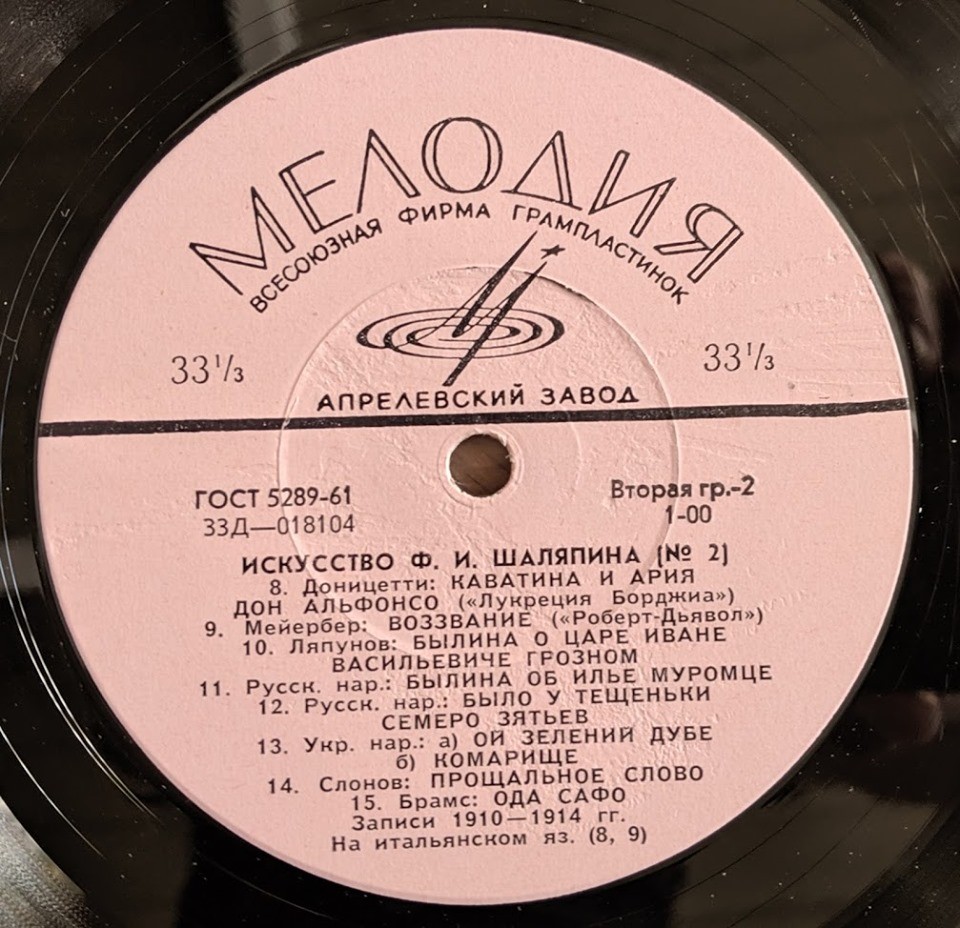 МЕЛОДИЯ
ВСЕСОЮЗНАЯ ФИРМА ГРАМПЛАСТИНОК
33⅓
33⅓
АПРЕЛЕВСКИЙ ЗАВОД
ГОСТ 5289-61
Вторая гр.-2
33Д—018104
1-00
ИСКУССТВО Ф. И. ШАЛЯПИНА (№ 2)
8. Доницетти: КАВАТИНА И АРИЯ
ДОН АЛЬФОНСО («Лукреция Борджиа»)
9. Мейербер: ВОЗЗВАНИЕ («Роберт-Дьявол»)
10. Ляпунов: БЫЛИНА О ЦАРЕ ИВАНЕ
ВАСИЛЬЕВИЧЕ ГРОЗНОМ
11. Русск. нар.: БЫЛИНА ОБ ИЛЬЕ МУРОМЦЕ
12. Русск. нар.: БЫЛО У ТЕЩЕНЬКИ
СЕМЕРО ЗЯТЬЕВ
13. Укр. нар.: а) ОЙ ЗЕЛЕНИЙ ДУБЕ
б) КОМАРИЩЕ
14. Слонов: ПРОЩАЛЬНОЕ СЛОВО
15. Брамс: ОДА САФО
Записи 1910—1914 гг.
На итальянском яз. (8, 9)